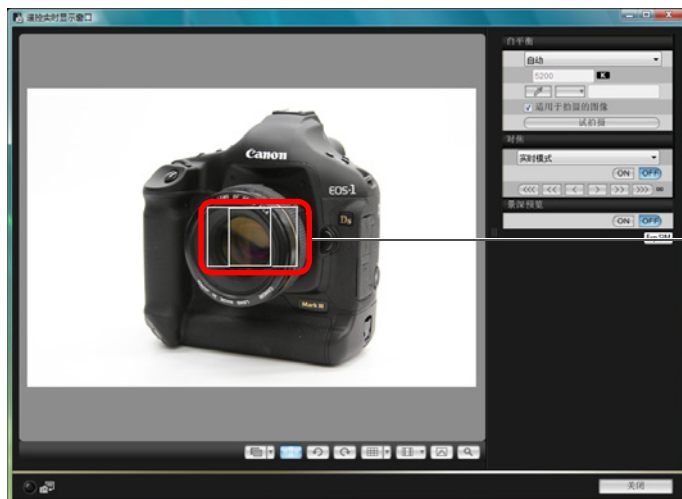 遥控实时显示窗口
白平衡
自动
5200 K
适用于拍摄的图像
试拍摄
对焦
实时模式
ON OFF
<<< << < > >> >>> ∞
景深预览
ON OFF
Canon
EOS-1
Ds
Mark III
关闭